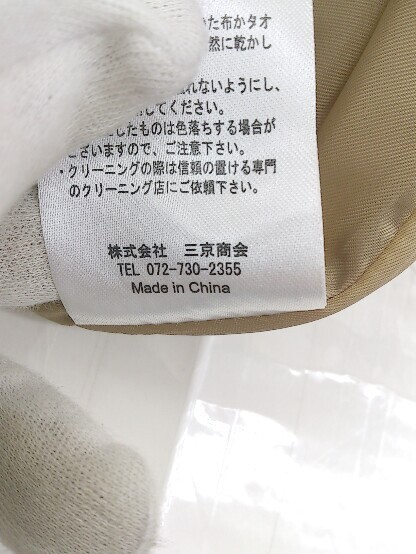 た布かタオ
然に乾かし
れないようにし、
してください。
したものは色落ちする場合が
ございますので、ご注意下さい。
・クリーニングの際は信頼の置ける専門
のクリーニング店にご依頼下さい。
株式会社 三京商会
TEL 072-730-2355
Made in China